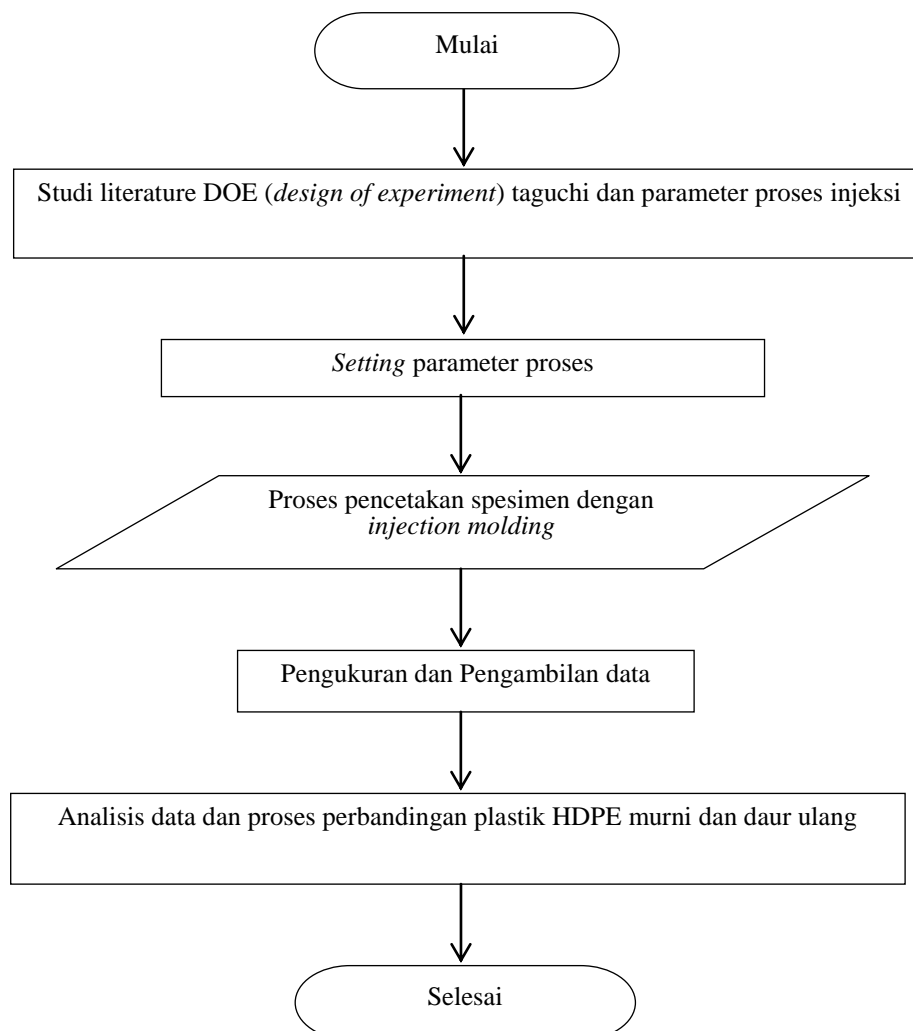 Mulai
Studi literature DOE (design of experiment) taguchi dan parameter proses injeksi
Setting parameter proses
Proses pencetakan spesimen dengan
injection molding
Pengukuran dan Pengambilan data
Analisis data dan proses perbandingan plastik HDPE murni dan daur ulang
Selesai